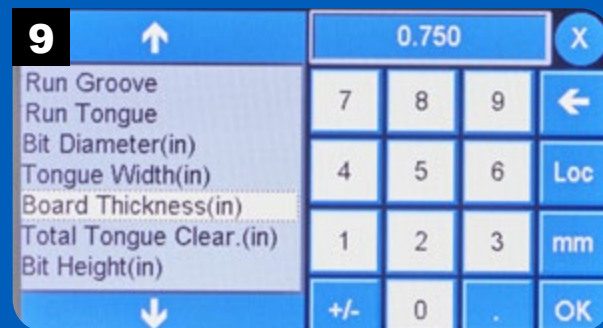 9
0.750
X
Run Groove
Run Tongue
Bit Diameter(in)
Tongue Width(in)
Board Thickness(in)
Total Tongue Clear.(in)
Bit Height(in)
7 8 9
4 5 6 Loc
1 2 3 mm
+/- 0 . OK